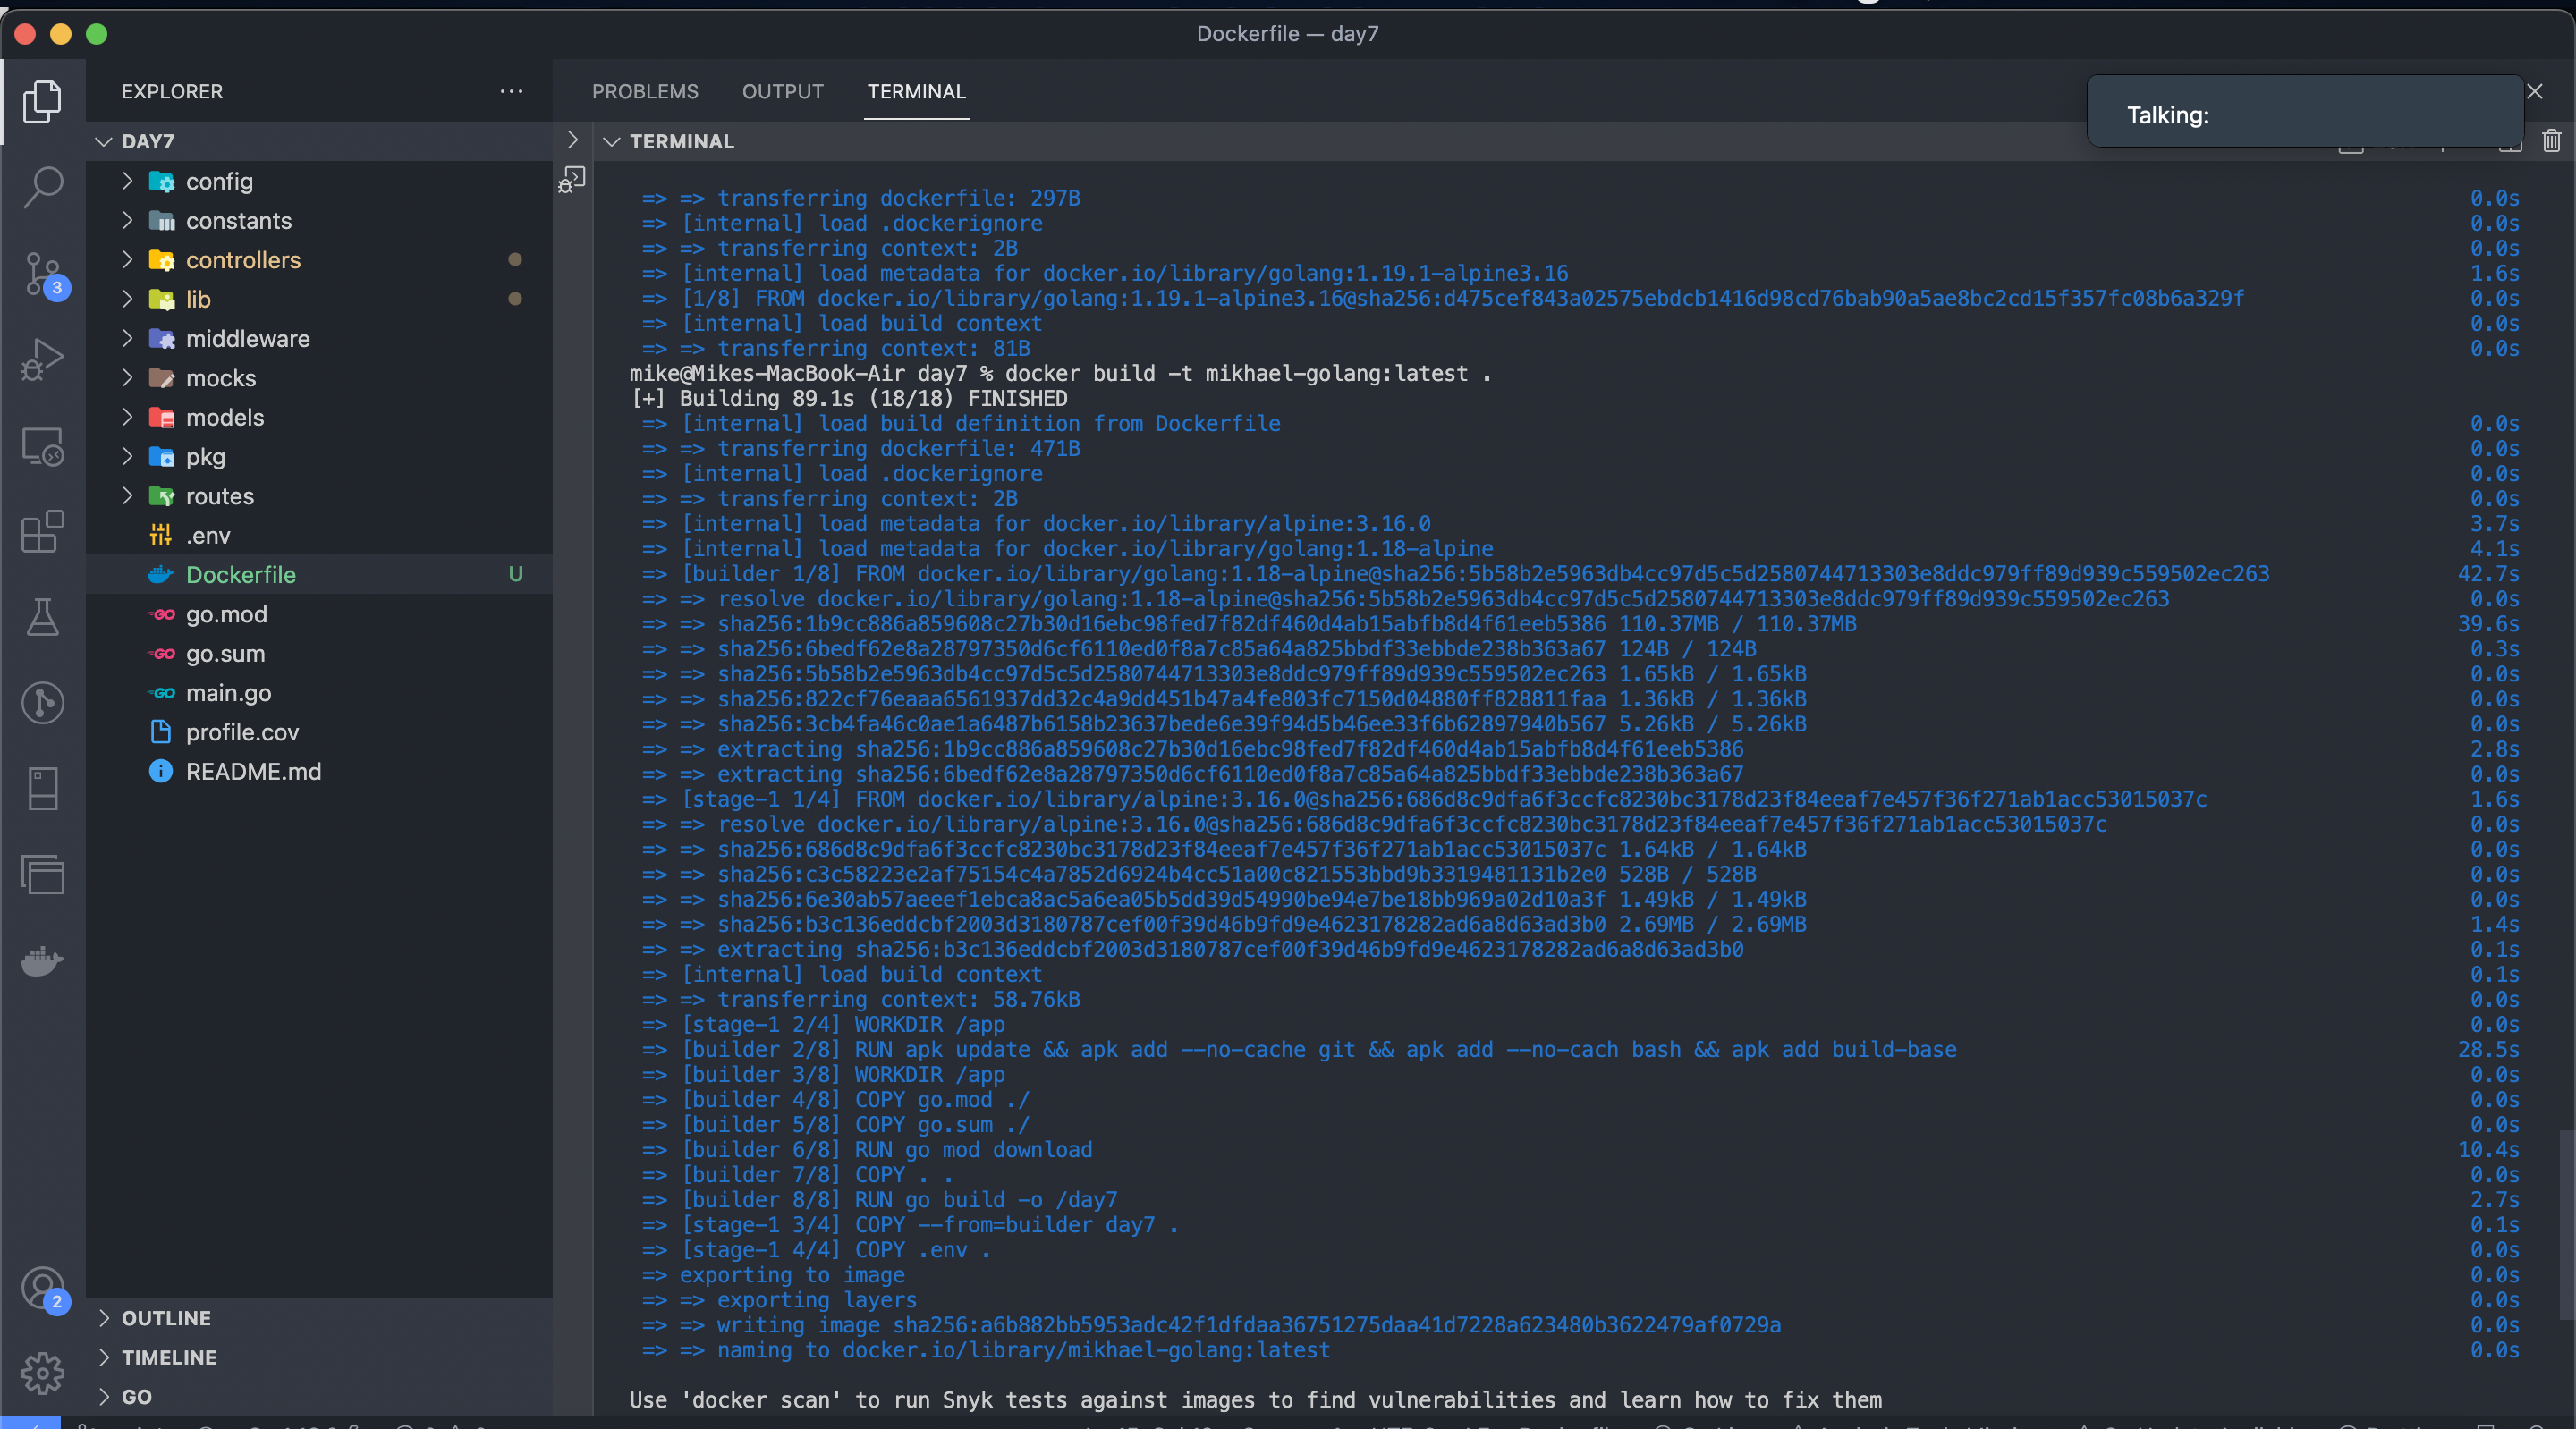 Dockerfile — day7
EXPLORER
PROBLEMS
OUTPUT
TERMINAL
Talking:
DAY7
config
constants
controllers
lib
3
middleware
mocks
models
pkg
routes
.env
Dockerfile U
go.mod
go.sum
main.go
profile.cov
README.md
2
OUTLINE
TIMELINE
GO
TERMINAL
=> => transferring dockerfile: 297B 0.0s
=> [internal] load .dockerignore 0.0s
=> => transferring context: 2B 0.0s
=> [internal] load metadata for docker.io/library/golang:1.19.1-alpine3.16 1.6s
=> [1/8] FROM docker.io/library/golang:1.19.1-alpine3.16@sha256:d475cef843a02575ebdcb1416d98cd76bab90a5ae8bc2cd15f357fc08b6a329f 0.0s
=> [internal] load build context 0.0s
=> => transferring context: 81B 0.0s
mike@Mikes-MacBook-Air day7 % docker build -t mikhael-golang:latest .
[+] Building 89.1s (18/18) FINISHED
=> [internal] load build definition from Dockerfile 0.0s
=> => transferring dockerfile: 471B 0.0s
=> [internal] load .dockerignore 0.0s
=> => transferring context: 2B 0.0s
=> [internal] load metadata for docker.io/library/alpine:3.16.0 3.7s
=> [internal] load metadata for docker.io/library/golang:1.18-alpine 4.1s
=> [builder 1/8] FROM docker.io/library/golang:1.18-alpine@sha256:5b58b2e5963db4cc97d5c5d2580744713303e8ddc979ff89d939c559502ec263 42.7s
=> => resolve docker.io/library/golang:1.18-alpine@sha256:5b58b2e5963db4cc97d5c5d2580744713303e8ddc979ff89d939c559502ec263 0.0s
=> => sha256:1b9cc886a859608c27b30d16ebc98fed7f82df460d4ab15abfb8d4f61eeb5386 110.37MB / 110.37MB 39.6s
=> => sha256:6bedf62e8a28797350d6cf6110ed0f8a7c85a64a825bbdf33ebbde238b363a67 124B / 124B 0.3s
=> => sha256:5b58b2e5963db4cc97d5c5d2580744713303e8ddc979ff89d939c559502ec263 1.65kB / 1.65kB 0.0s
=> => sha256:822cf76eaaa6561937dd32c4a9dd451b47a4fe803fc7150d04880ff828811faa 1.36kB / 1.36kB 0.0s
=> => sha256:3cb4fa46c0ae1a6487b6158b23637bede6e39f94d5b46ee33f6b62897940b567 5.26kB / 5.26kB 0.0s
=> => extracting sha256:1b9cc886a859608c27b30d16ebc98fed7f82df460d4ab15abfb8d4f61eeb5386 2.8s
=> => extracting sha256:6bedf62e8a28797350d6cf6110ed0f8a7c85a64a825bbdf33ebbde238b363a67 0.0s
=> [stage-1 1/4] FROM docker.io/library/alpine:3.16.0@sha256:686d8c9dfa6f3ccfc8230bc3178d23f84eeaf7e457f36f271ab1acc53015037c 1.6s
=> => resolve docker.io/library/alpine:3.16.0@sha256:686d8c9dfa6f3ccfc8230bc3178d23f84eeaf7e457f36f271ab1acc53015037c 0.0s
=> => sha256:686d8c9dfa6f3ccfc8230bc3178d23f84eeaf7e457f36f271ab1acc53015037c 1.64kB / 1.64kB 0.0s
=> => sha256:c3c58223e2af75154c4a7852d6924b4cc51a00c821553bbd9b3319481131b2e0 528B / 528B 0.0s
=> => sha256:6e30ab57aeeef1ebca8ac5a6ea05b5dd39d54990be94e7be18bb969a02d10a3f 1.49kB / 1.49kB 0.0s
=> => sha256:b3c136eddcbf2003d3180787cef00f39d46b9fd9e4623178282ad6a8d63ad3b0 2.69MB / 2.69MB 1.4s
=> => extracting sha256:b3c136eddcbf2003d3180787cef00f39d46b9fd9e4623178282ad6a8d63ad3b0 0.1s
=> [internal] load build context 0.1s
=> => transferring context: 58.76kB 0.0s
=> [stage-1 2/4] WORKDIR /app 0.0s
=> [builder 2/8] RUN apk update && apk add --no-cache git && apk add --no-cach bash && apk add build-base 28.5s
=> [builder 3/8] WORKDIR /app 0.0s
=> [builder 4/8] COPY go.mod ./ 0.0s
=> [builder 5/8] COPY go.sum ./ 0.0s
=> [builder 6/8] RUN go mod download 10.4s
=> [builder 7/8] COPY . . 0.0s
=> [builder 8/8] RUN go build -o /day7 2.7s
=> [stage-1 3/4] COPY --from=builder day7 . 0.1s
=> [stage-1 4/4] COPY .env . 0.0s
=> exporting to image 0.0s
=> => exporting layers 0.0s
=> => writing image sha256:a6b882bb5953adc42f1dfdaa36751275daa41d7228a623480b3622479af0729a 0.0s
=> => naming to docker.io/library/mikhael-golang:latest 0.0s
Use 'docker scan' to run Snyk tests against images to find vulnerabilities and learn how to fix them